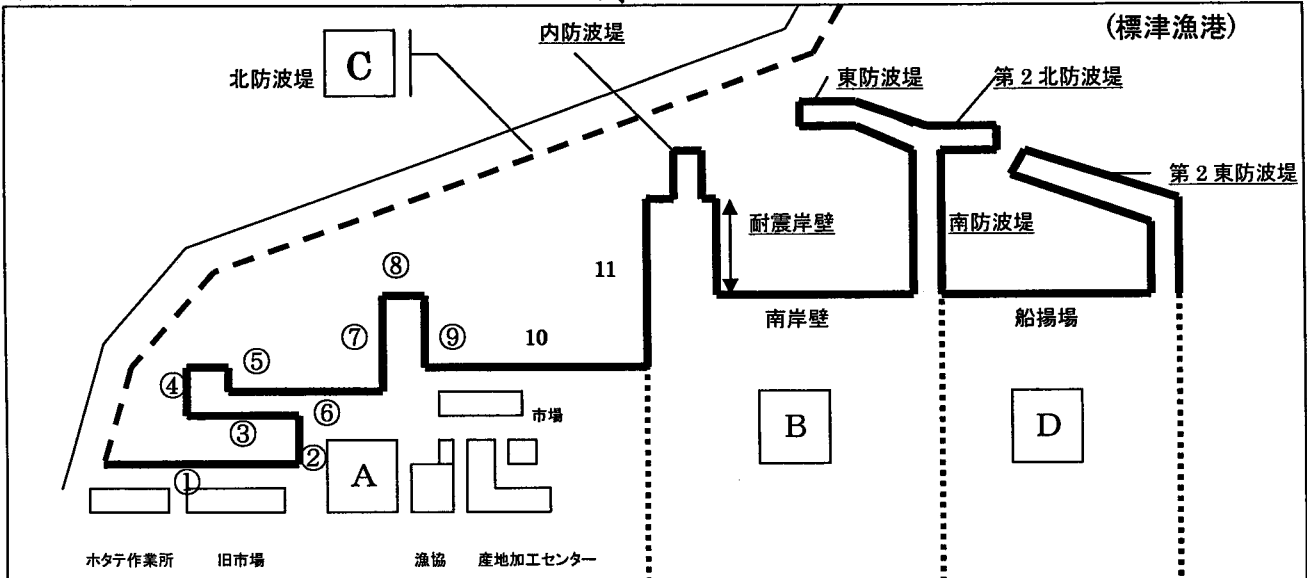 (標津漁港)
内防波堤
C
北防波堤
東防波堤
第2北防波堤
第2東防波堤
耐震岸壁
南防波堤
⑧
11
⑦
⑨
10
南岸壁
船揚場
⑤
④
⑥
③
②
①
市場
A
B
D
ホタテ作業所
旧市場
漁協
産地加工センター